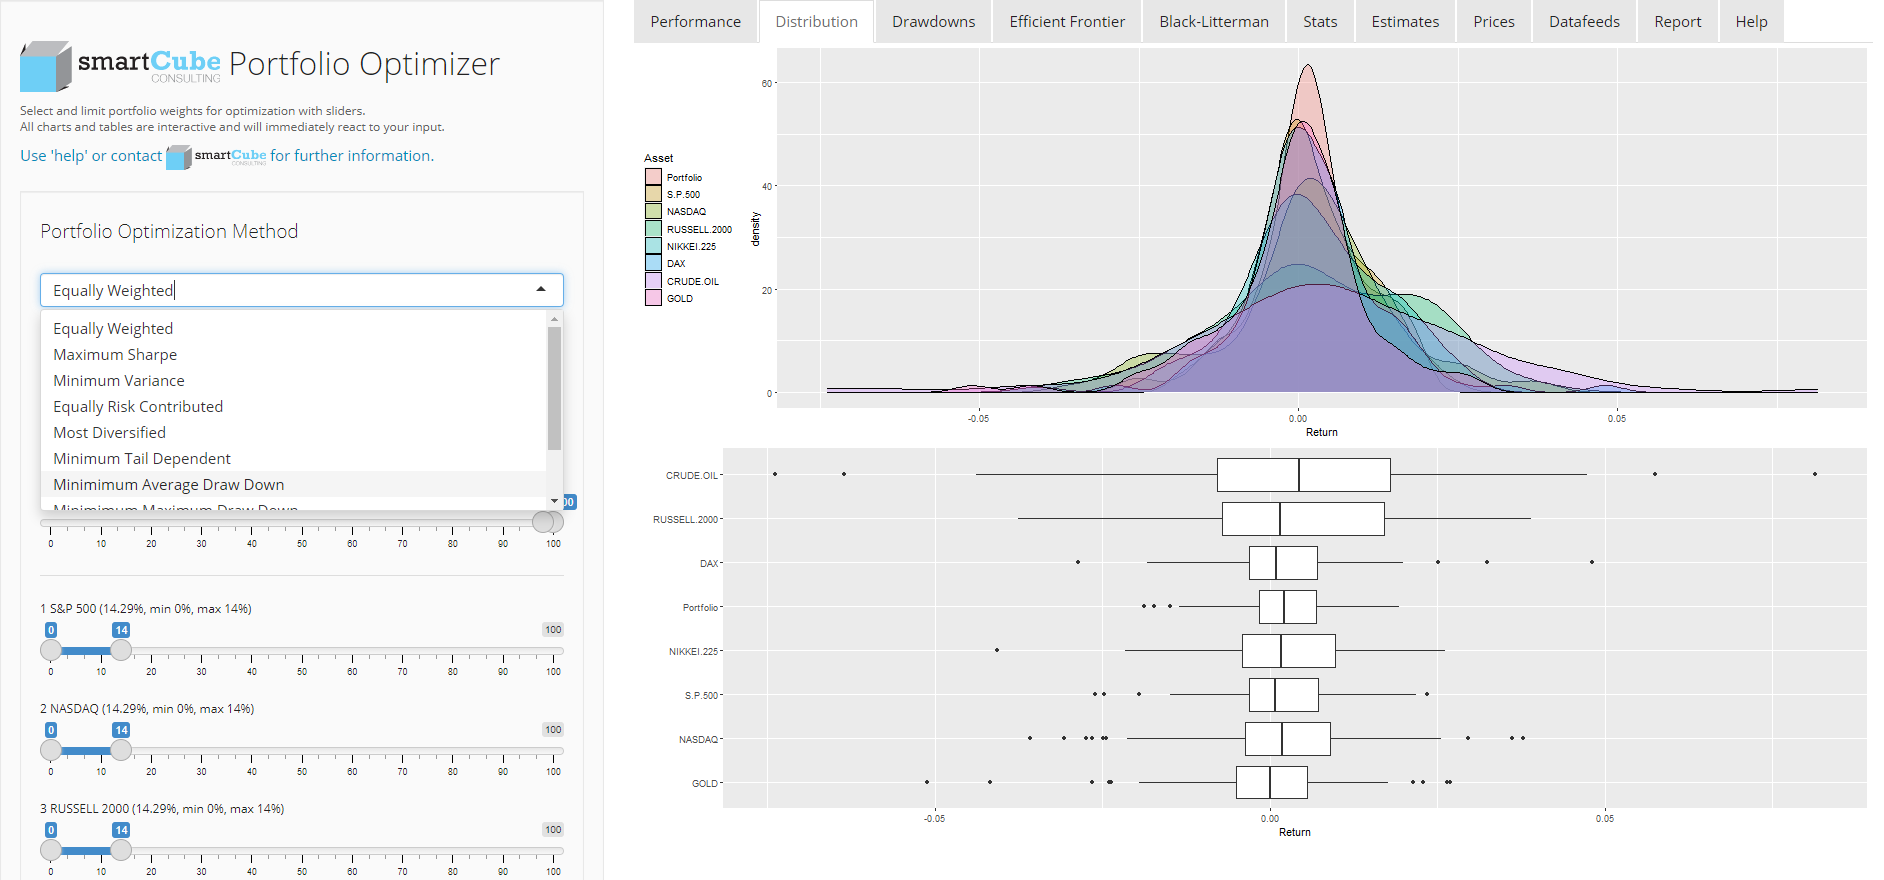 smartCube
CONSULTING
Portfolio Optimizer
Select and limit portfolio weights for optimization with sliders.
All charts and tables are interactive and will immediately react to your input.
Use 'help' or contact smartCube CONSULTING for further information.
Portfolio Optimization Method
Equally Weighted
Equally Weighted
Maximum Sharpe
Minimum Variance
Equally Risk Contributed
Most Diversified
Minimum Tail Dependent
Minimimum Average Draw Down
Minimimum Maximum Draw Down
00
0 10 20 30 40 50 60 70 80 90 100
1 S&P 500 (14.29%, min 0%, max 14%)
0 14 100
0 10 20 30 40 50 60 70 80 90 100
2 NASDAQ (14.29%, min 0%, max 14%)
0 14 100
0 10 20 30 40 50 60 70 80 90 100
3 RUSSELL 2000 (14.29%, min 0%, max 14%)
0 14 100
0 10 20 30 40 50 60 70 80 90 100
Performance Distribution Drawdowns Efficient Frontier Black-Litterman Stats Estimates Prices Datafeeds Report Help
Asset
Portfolio
S.P.500
NASDAQ
RUSSELL.2000
NIKKEI.225
DAX
CRUDE.OIL
GOLD
density
60
40
20
0
-0.05 0.00 0.05
Return
CRUDE.OIL
RUSSELL.2000
DAX
Portfolio
NIKKEI.225
S.P.500
NASDAQ
GOLD
-0.05 0.00 0.05
Return